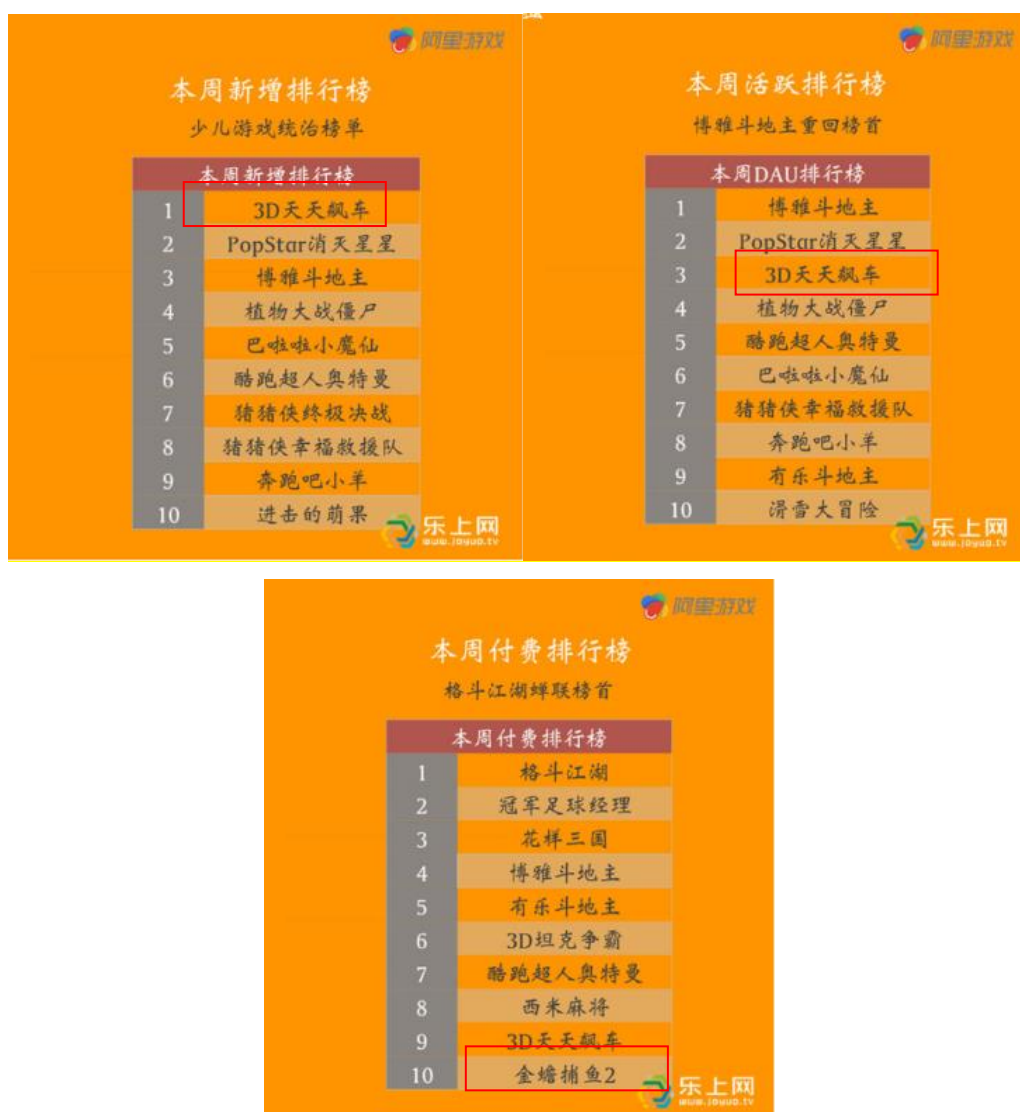 阿里游戏
本周新增排行榜
少儿游戏统治榜单
本周新增排行榜
1 3D天天飙车
2 PopStar消灭星星
3 博雅斗地主
4 植物大战僵尸
5 巴啦啦小魔仙
6 酷跑超人奥特曼
7 猪猪侠终极决战
8 猪猪侠幸福救援队
9 奔跑吧小羊
10 进击的萌果
乐上网
www.joyuo.tv
阿里游戏
本周活跃排行榜
博雅斗地主重回榜首
本周DAU排行榜
1 博雅斗地主
2 PopStar消灭星星
3 3D天天飙车
4 植物大战僵尸
5 酷跑超人奥特曼
6 巴啦啦小魔仙
7 猪猪侠幸福救援队
8 奔跑吧小羊
9 有乐斗地主
10 滑雪大冒险
乐上网
www.joyuo.tv
阿里游戏
本周付费排行榜
格斗江湖蝉联榜首
本周付费排行榜
1 格斗江湖
2 冠军足球经理
3 花样三国
4 博雅斗地主
5 有乐斗地主
6 3D坦克争霸
7 酷跑超人奥特曼
8 西米麻将
9 3D天天飙车
10 金蟾捕鱼2
乐上网
www.joyuo.tv